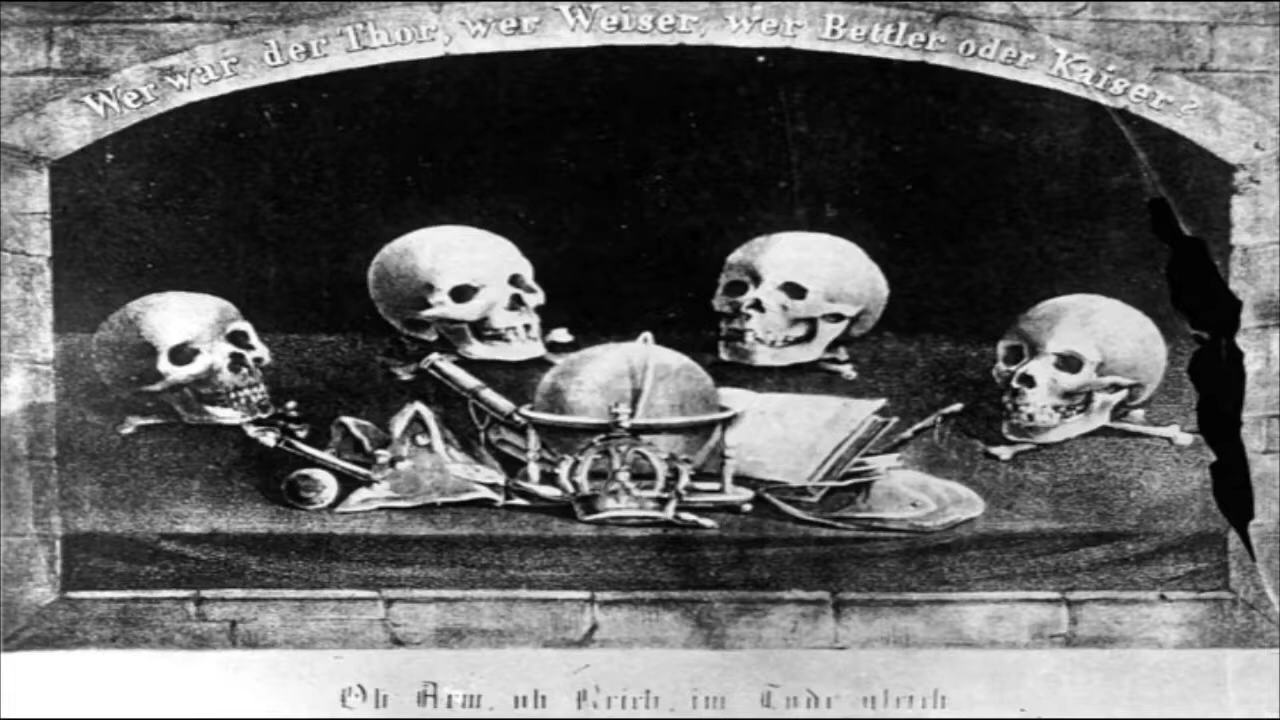 Wer war der Thor, wer Weiser, wer Bettler oder Kaiser?
Ob Arm, ob Reich, im Tode gleich